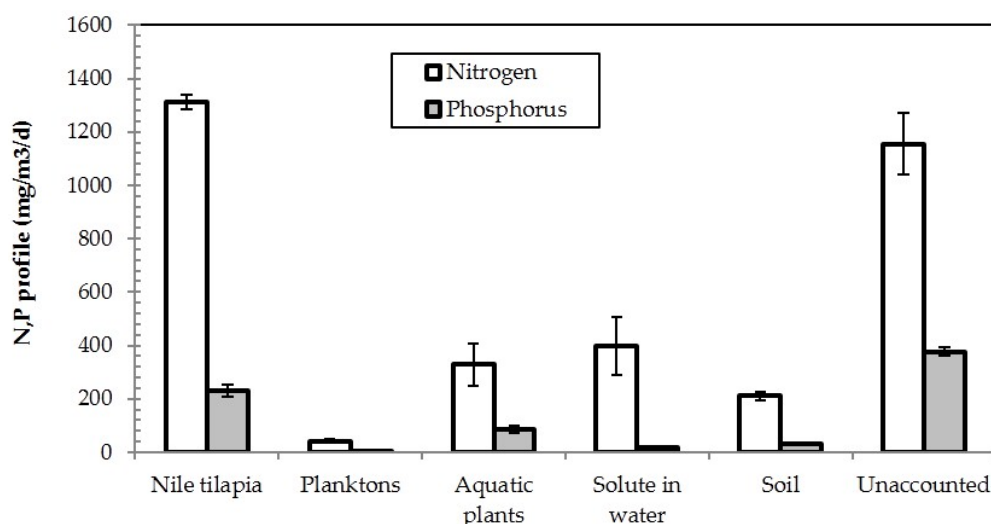 1600
1400
1200
1000
800
600
400
200
0
N,P profile (mg/m3/d)
Nitrogen
Phosphorus
Nile tilapia
Planktons
Aquatic
plants
Solute in
water
Soil
Unaccounted